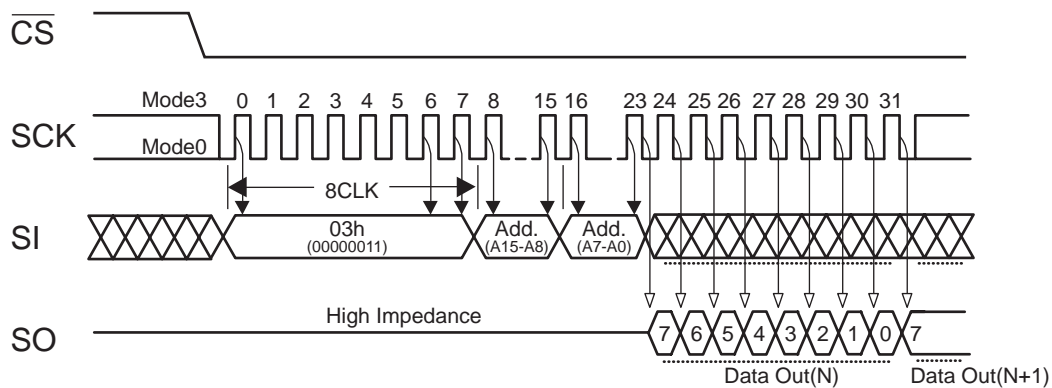 CS
Mode3 0 1 2 3 4 5 6 7 8 15 16 23 24 25 26 27 28 29 30 31
SCK
Mode0
8CLK
SI
03h
(00000011)
Add.
(A15-A8)
Add.
(A7-A0)
High Impedance
SO
7 6 5 4 3 2 1 0 7
Data Out(N) Data Out(N+1)